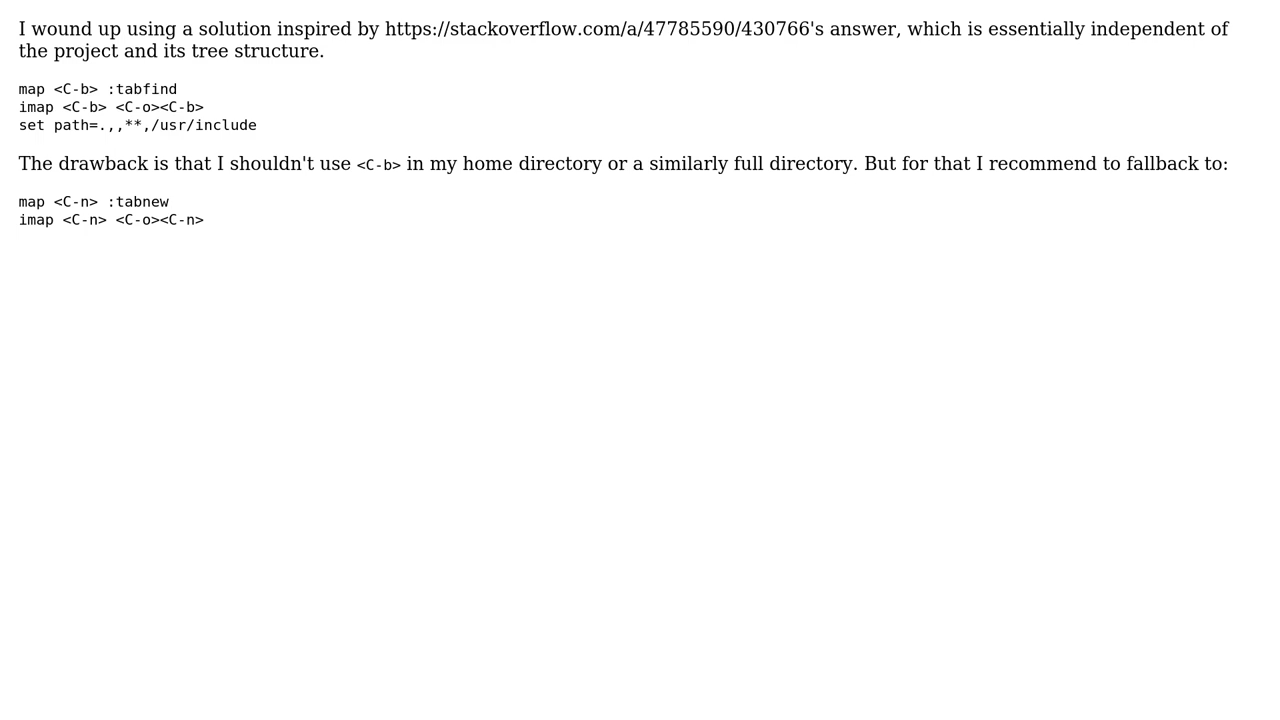 I wound up using a solution inspired by https://stackoverflow.com/a/47785590/430766's answer, which is essentially independent of
the project and its tree structure.
map <C-b> :tabfind
imap <C-b> <C-o><C-b>
set path=.,,**,/usr/include
The drawback is that I shouldn't use <C-b> in my home directory or a similarly full directory. But for that I recommend to fallback to:
map <C-n> :tabnew
imap <C-n> <C-o><C-n>